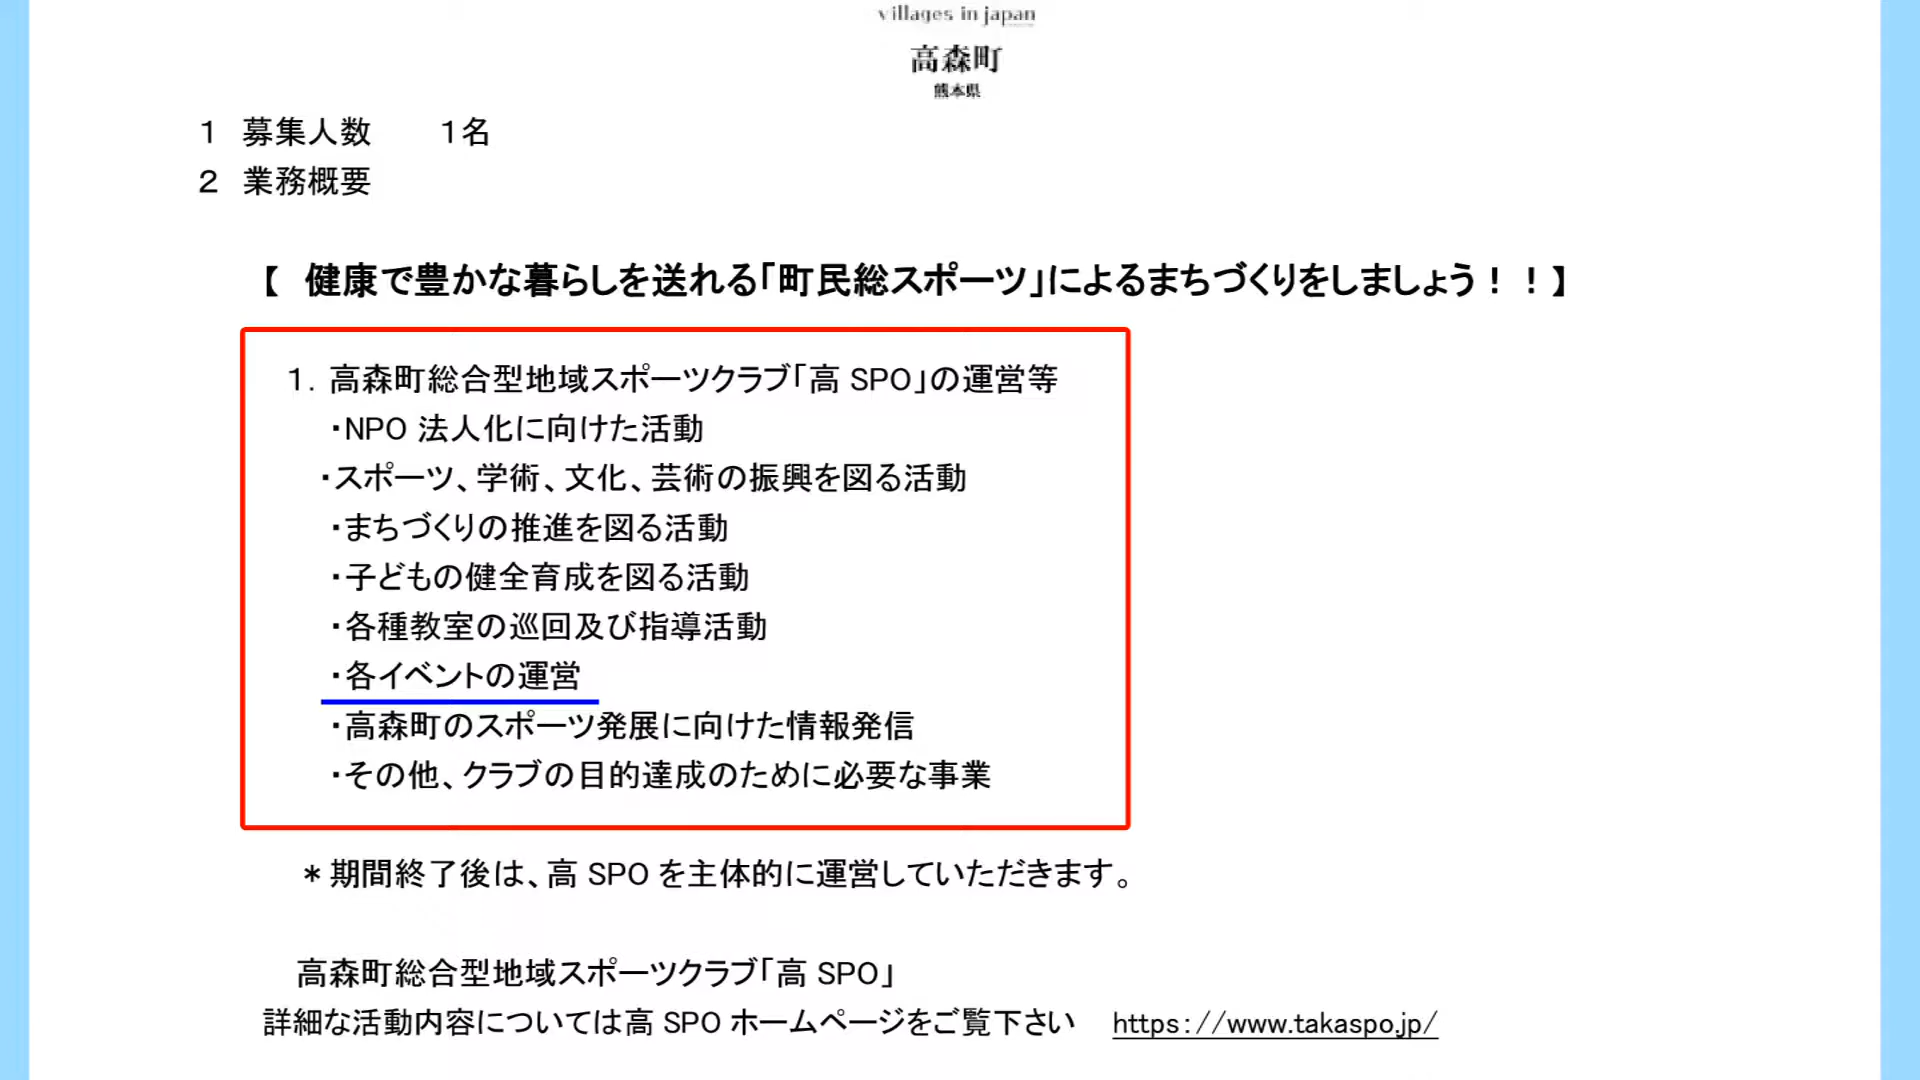 villages in japan
高森町
熊本県
１　募集人数　　１名
２　業務概要
【　健康で豊かな暮らしを送れる「町民総スポーツ」によるまちづくりをしましょう！！】
１．高森町総合型地域スポーツクラブ「高 SPO」の運営等
・NPO 法人化に向けた活動
・スポーツ、学術、文化、芸術の振興を図る活動
・まちづくりの推進を図る活動
・子どもの健全育成を図る活動
・各種教室の巡回及び指導活動
・各イベントの運営
・高森町のスポーツ発展に向けた情報発信
・その他、クラブの目的達成のために必要な事業
＊期間終了後は、高 SPO を主体的に運営していただきます。
高森町総合型地域スポーツクラブ「高 SPO」
詳細な活動内容については高 SPO ホームページをご覧下さい　https://www.takaspo.jp/